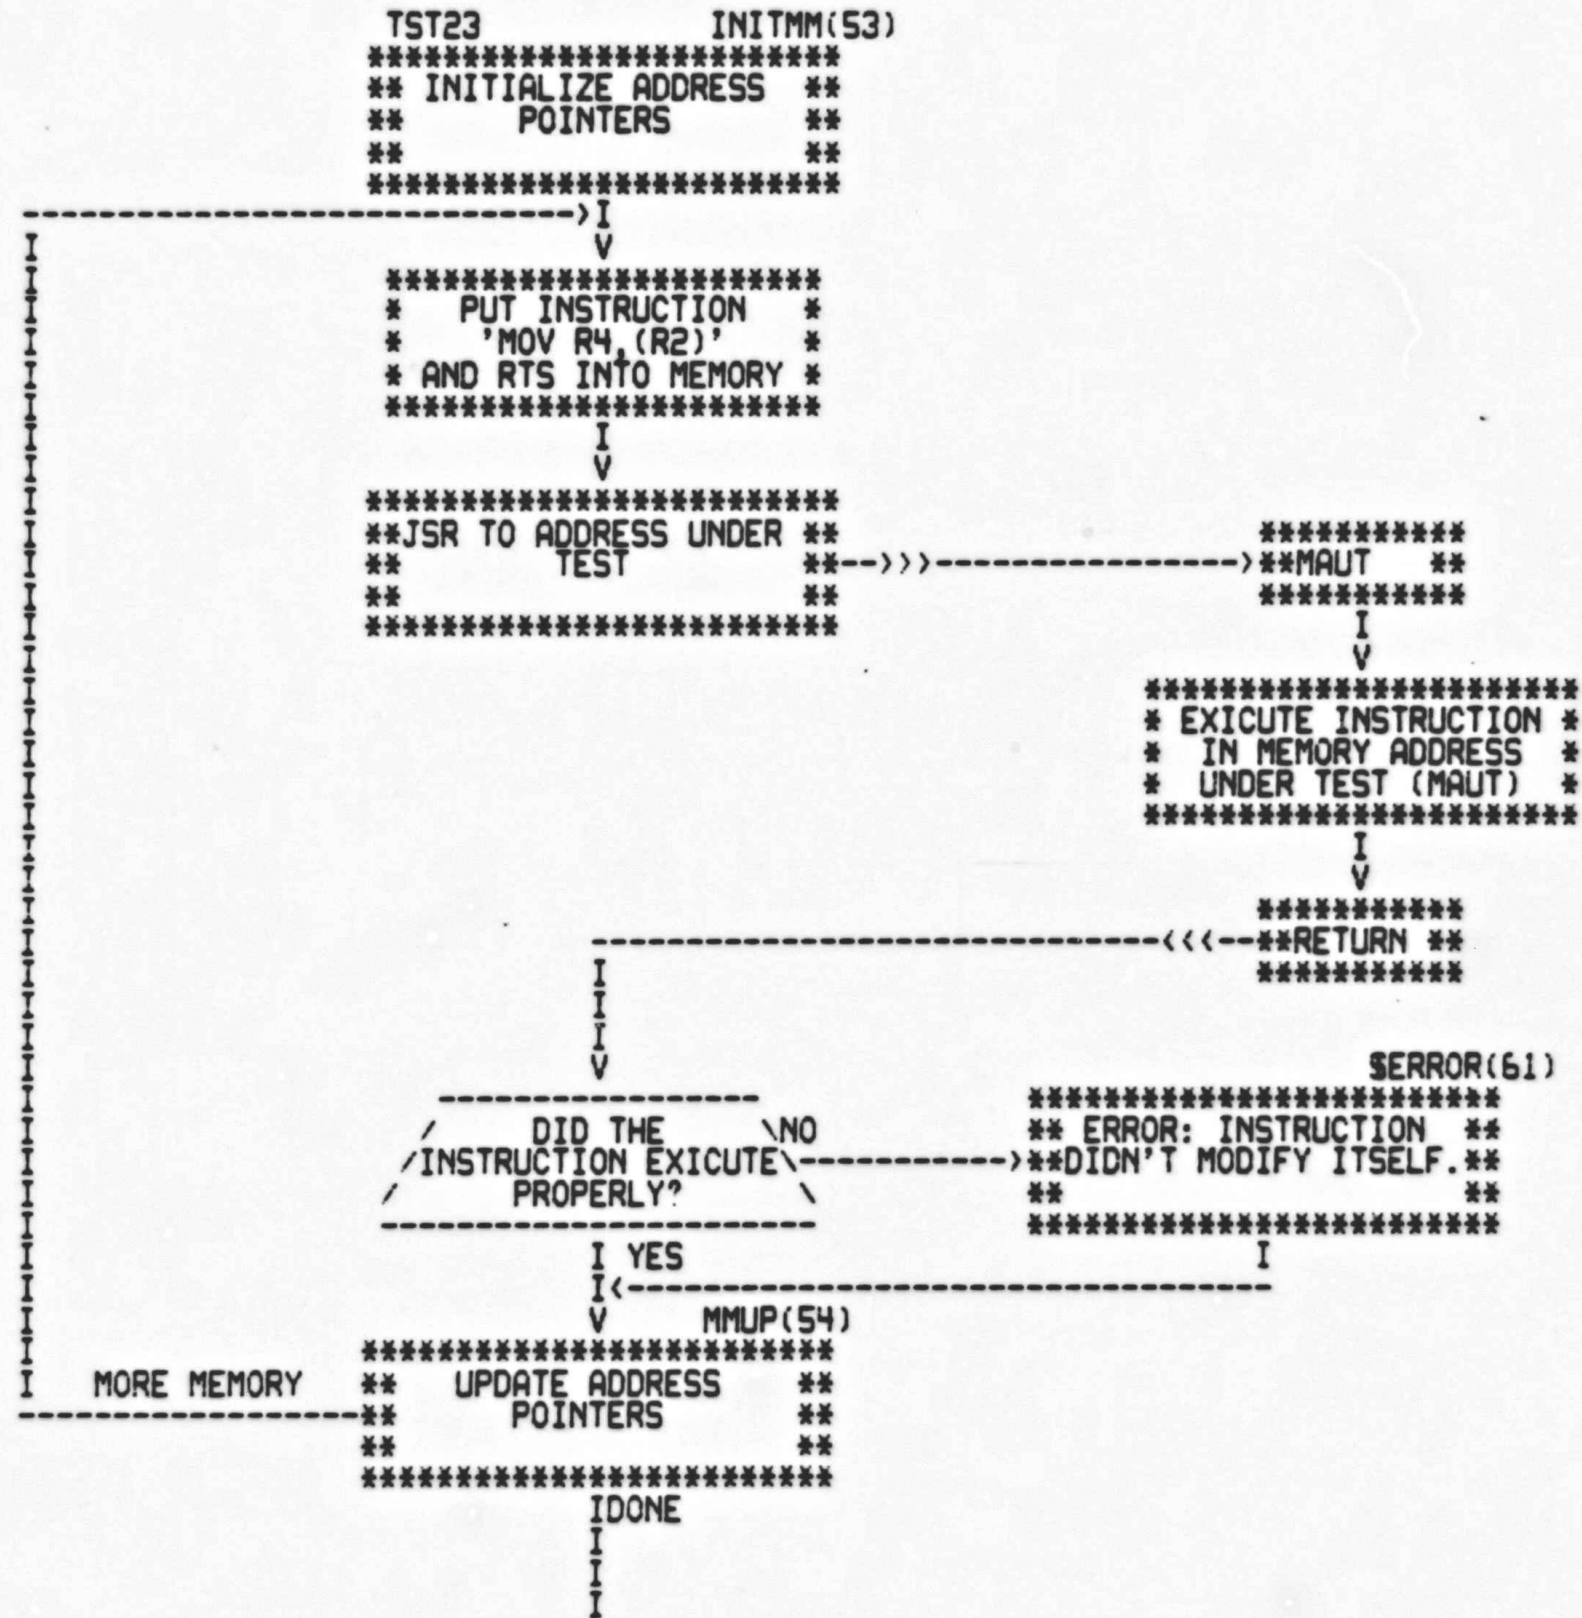 TST23 INITMM(53)
************************* 
** INITIALIZE ADDRESS **
** POINTERS **
** **
*************************
------------------------------>I
I V
***********************
* PUT INSTRUCTION *
* 'MOV R4,(R2)' *
* AND RTS INTO MEMORY *
***********************
I
V
*************************
**JSR TO ADDRESS UNDER ** ***********
** TEST **-->>>---------------->**MAUT **
** ** ***********
************************* I
V
***********************
* EXICUTE INSTRUCTION *
* IN MEMORY ADDRESS *
* UNDER TEST (MAUT) *
***********************
I
V
***********
------------------------------<<<--**RETURN **
I ***********
I
I
V $ERROR(61)
----------------- *************************
/ DID THE \NO ** ERROR: INSTRUCTION **
/INSTRUCTION EXICUTE\----------->**DIDN'T MODIFY ITSELF.**
/ PROPERLY? \ ** **
----------------------- *************************
I YES I
I<----------------------------------
V MMUP(54)
*************************
I MORE MEMORY ** UPDATE ADDRESS **
------------------** POINTERS **
** **
*************************
IDONE
I
I
I